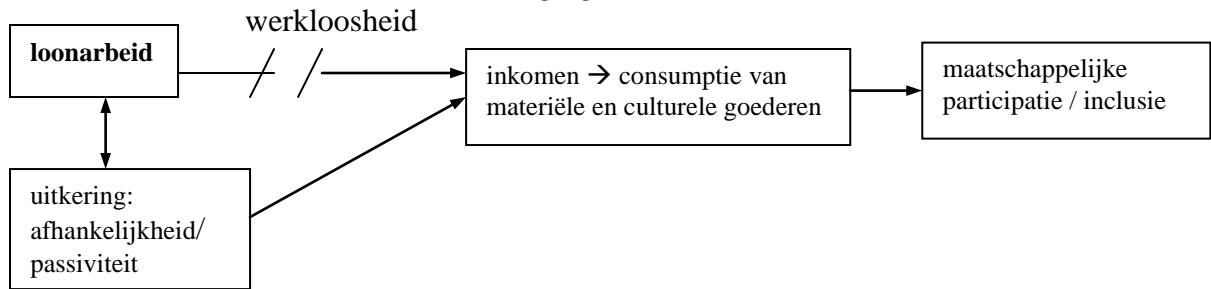 werkloosheid
loonarbeid
inkomen → consumptie van
materiële en culturele goederen
maatschappelijke
participatie / inclusie
uitkering:
afhankelijkheid/
passiviteit